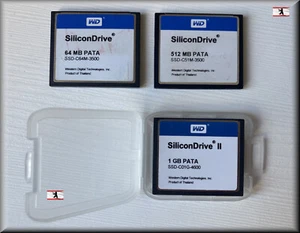 WD
SiliconDrive®
64 MB PATA
SSD-C64M-3500
Western Digital Technologies, Inc.
Product of Thailand
WD
SiliconDrive®
512 MB PATA
SSD-C51M-3500
Western Digital Technologies, Inc.
Product of Thailand
WD
SiliconDrive® II
1 GB PATA
SSD-C01G-4600
Western Digital Technologies, Inc.
Product of Thailand